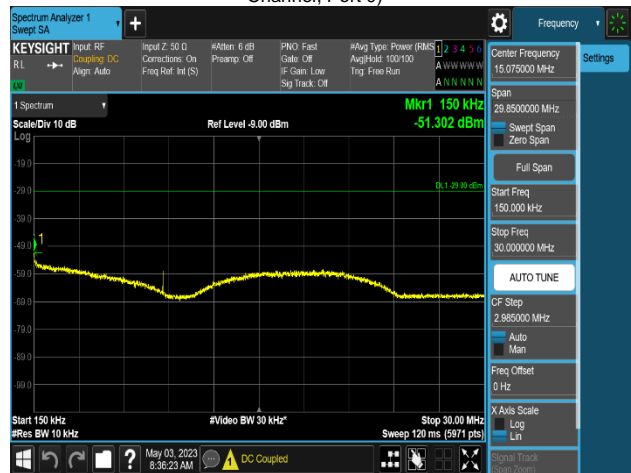 Channel, Port 0)
Spectrum Analyzer 1
Swept SA
Frequency
KEYSIGHT
RL
LV
Input: RF
Coupling: DC
Align: Auto
Input Z: 50 Ω
Corrections: On
Freq Ref: Int (S)
#Atten: 6 dB
Preamp: Off
PNO: Fast
Gate: Off
IF Gain: Low
Sig Track: Off
#Avg Type: Power (RMS
Avg|Hold: 100/100
Trig: Free Run
1 2 3 4 5 6
A W W W W W
A N N N N N
1 Spectrum
Scale/Div 10 dB
Ref Level -9.00 dBm
Mkr1 150 kHz
-51.302 dBm
Log
-19.0
-29.0
-39.0
-49.0
-59.0
-69.0
-79.0
-89.0
-99.0
DL1 -29.00 dBm
1
Start 150 kHz
#Res BW 10 kHz
#Video BW 30 kHz*
Stop 30.00 MHz
Sweep 120 ms (5971 pts)
Center Frequency
15.075000 MHz
Span
29.8500000 MHz
Swept Span
Zero Span
Full Span
Start Freq
150.000 kHz
Stop Freq
30.000000 MHz
AUTO TUNE
CF Step
2.985000 MHz
Auto
Man
Freq Offset
0 Hz
X Axis Scale
Log
Lin
Signal Track
(Span Zoom)
Settings
?
May 03, 2023
8:36:23 AM
DC Coupled